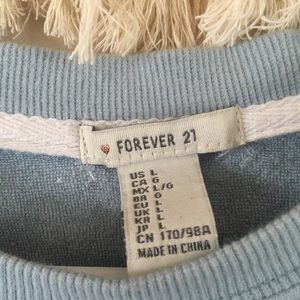 FOREVER 21
US L
CA G
MX L/G
BR G
EU L
UK L
KR L
JP L
CN 170/98A
MADE IN CHINA